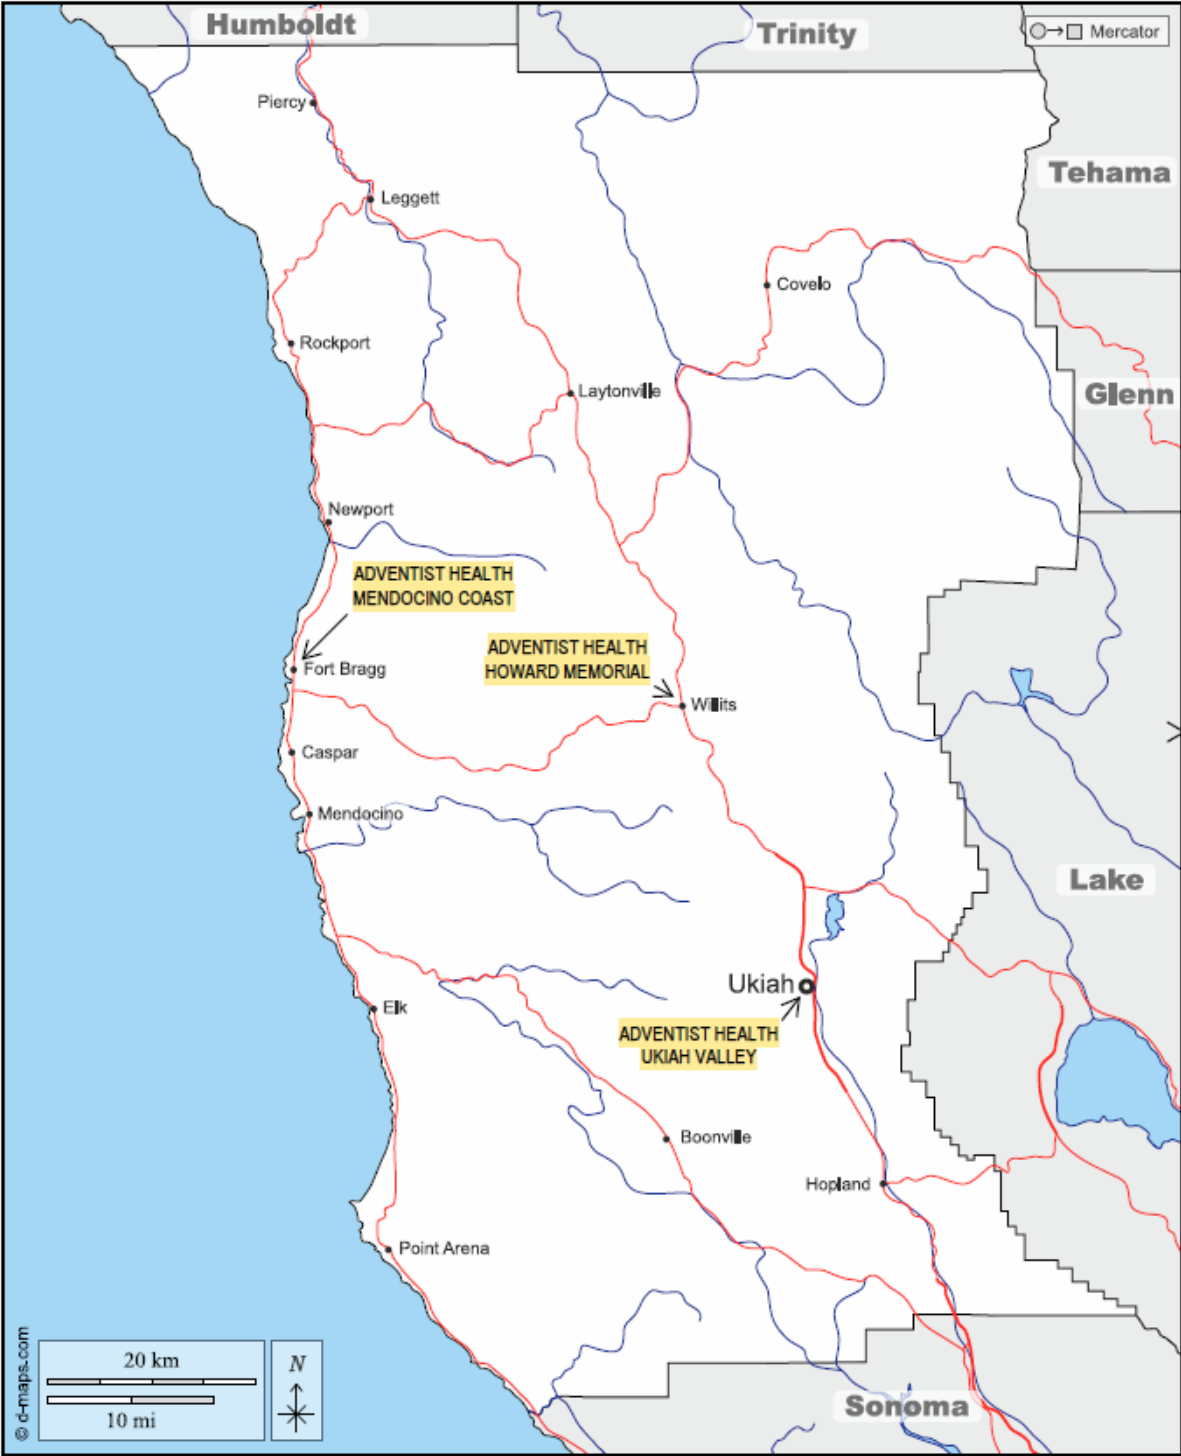 Humboldt
Trinity
Mercator
Piercy
Tehama
Leggett
Covelo
Rockport
Laytonville
Glenn
Newport
ADVENTIST HEALTH
MENDOCINO COAST
ADVENTIST HEALTH
HOWARD MEMORIAL
Fort Bragg
Willits
Caspar
Mendocino
Lake
Ukiah
Elk
ADVENTIST HEALTH
UKIAH VALLEY
Boonville
Hopland
Point Arena
© d-maps.com
20 km
10 mi
N
Sonoma